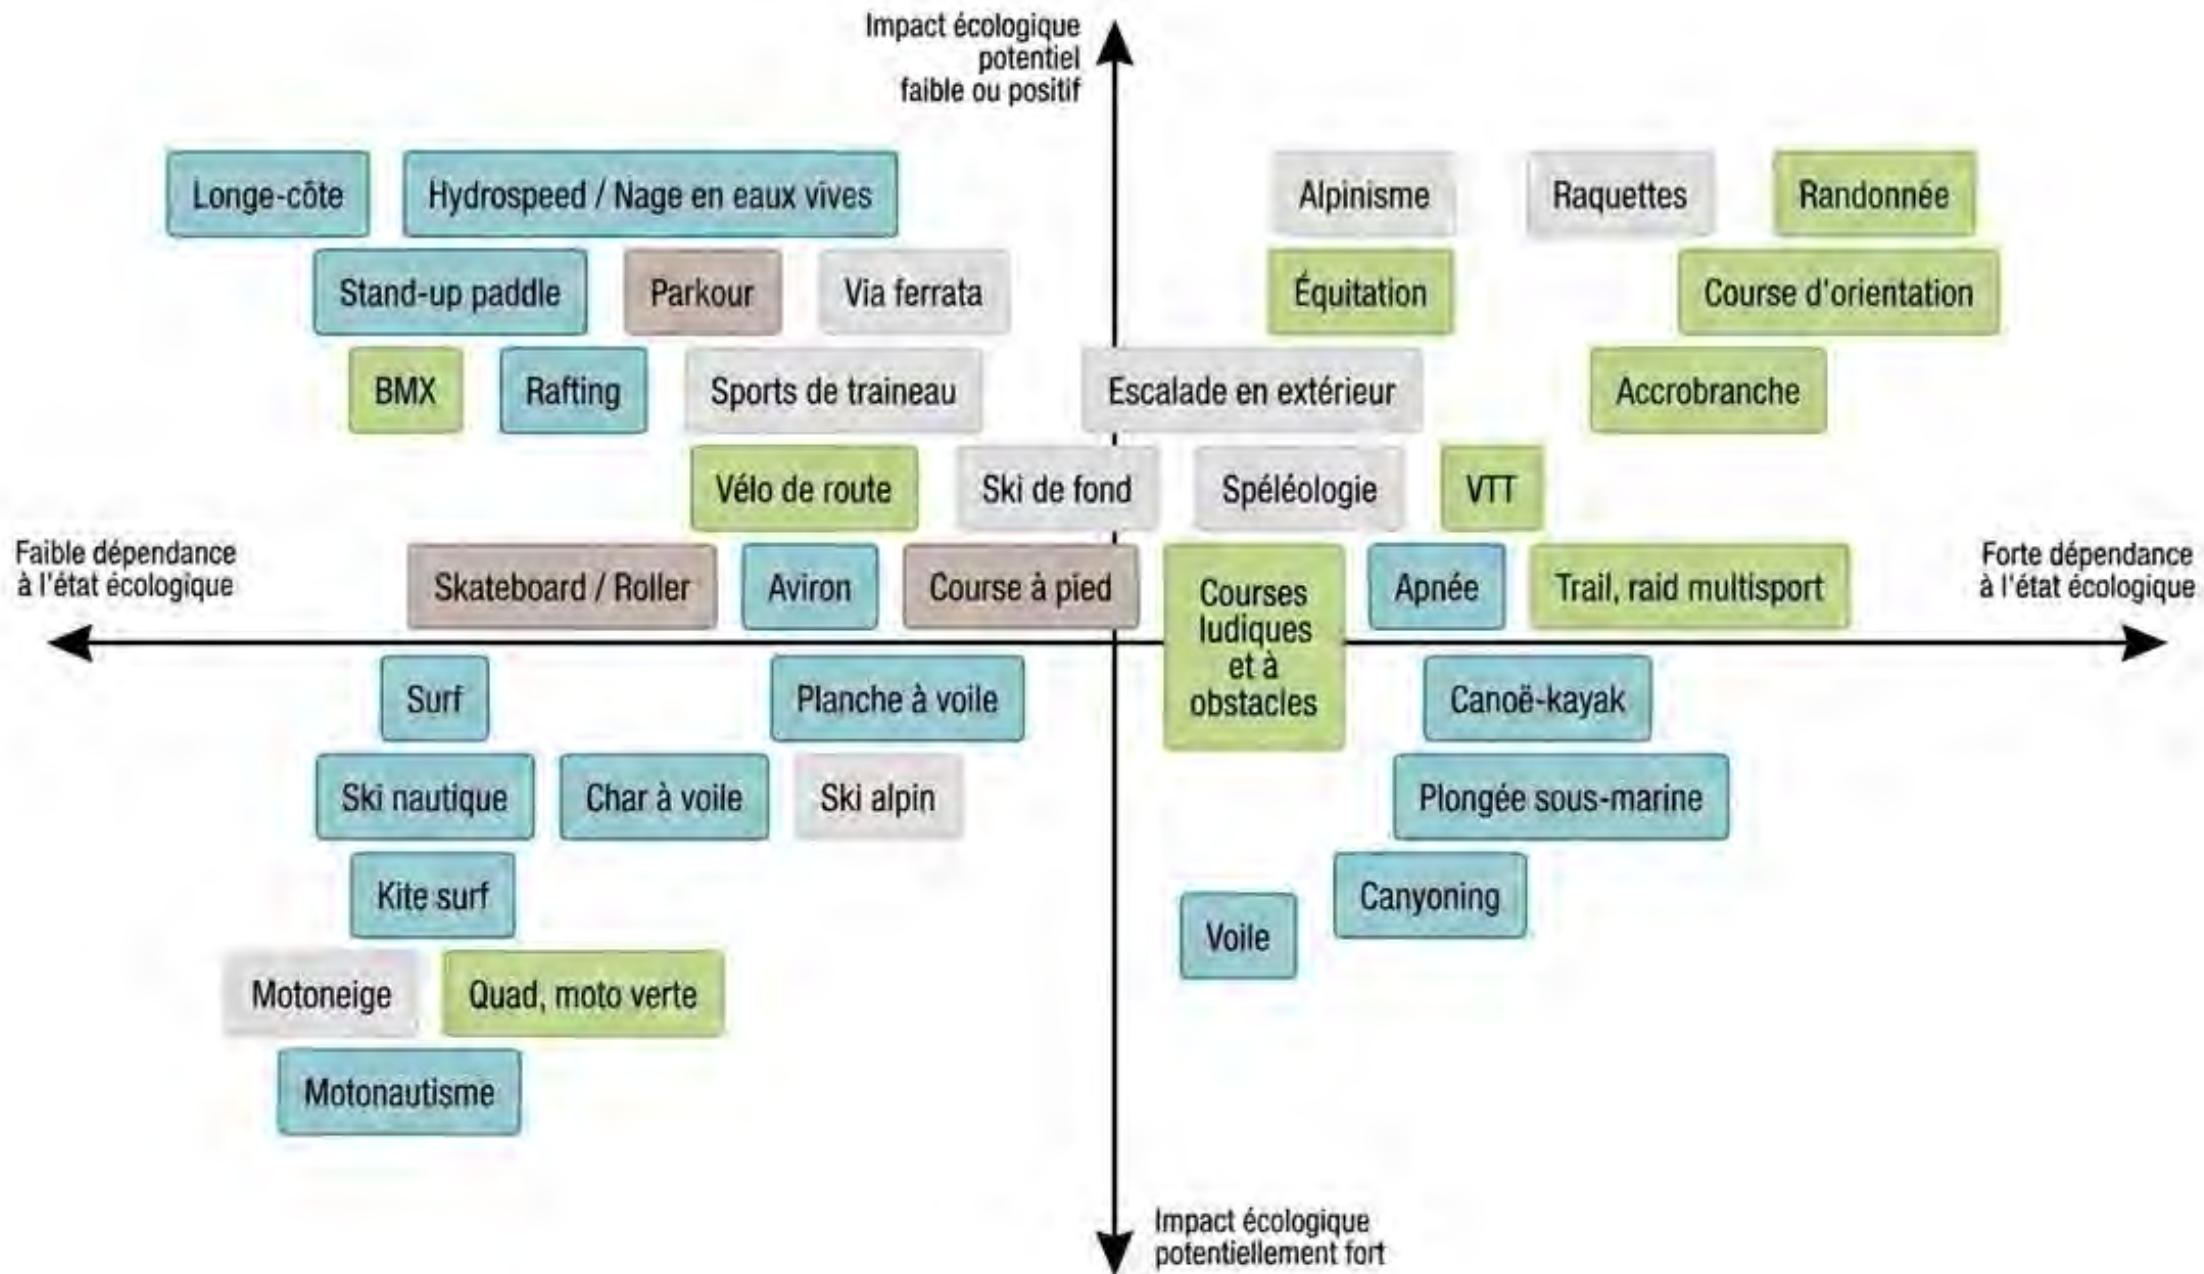 Impact écologique
potentiel
faible ou positif
Longe-côte
Hydrospeed / Nage en eaux vives
Alpinisme
Raquettes
Randonnée
Stand-up paddle
Parkour
Via ferrata
Équitation
Course d'orientation
BMX
Rafting
Sports de traineau
Escalade en extérieur
Accrobranche
Vélo de route
Ski de fond
Spéléologie
VTT
Faible dépendance
à l'état écologique
Skateboard / Roller
Aviron
Course à pied
Courses
ludiques
et à
obstacles
Apnée
Trail, raid multisport
Forte dépendance
à l'état écologique
Surf
Planche à voile
Canoë-kayak
Ski nautique
Char à voile
Ski alpin
Plongée sous-marine
Kite surf
Canyoning
Voile
Motoneige
Quad, moto verte
Motonautisme
Impact écologique
potentiellement fort